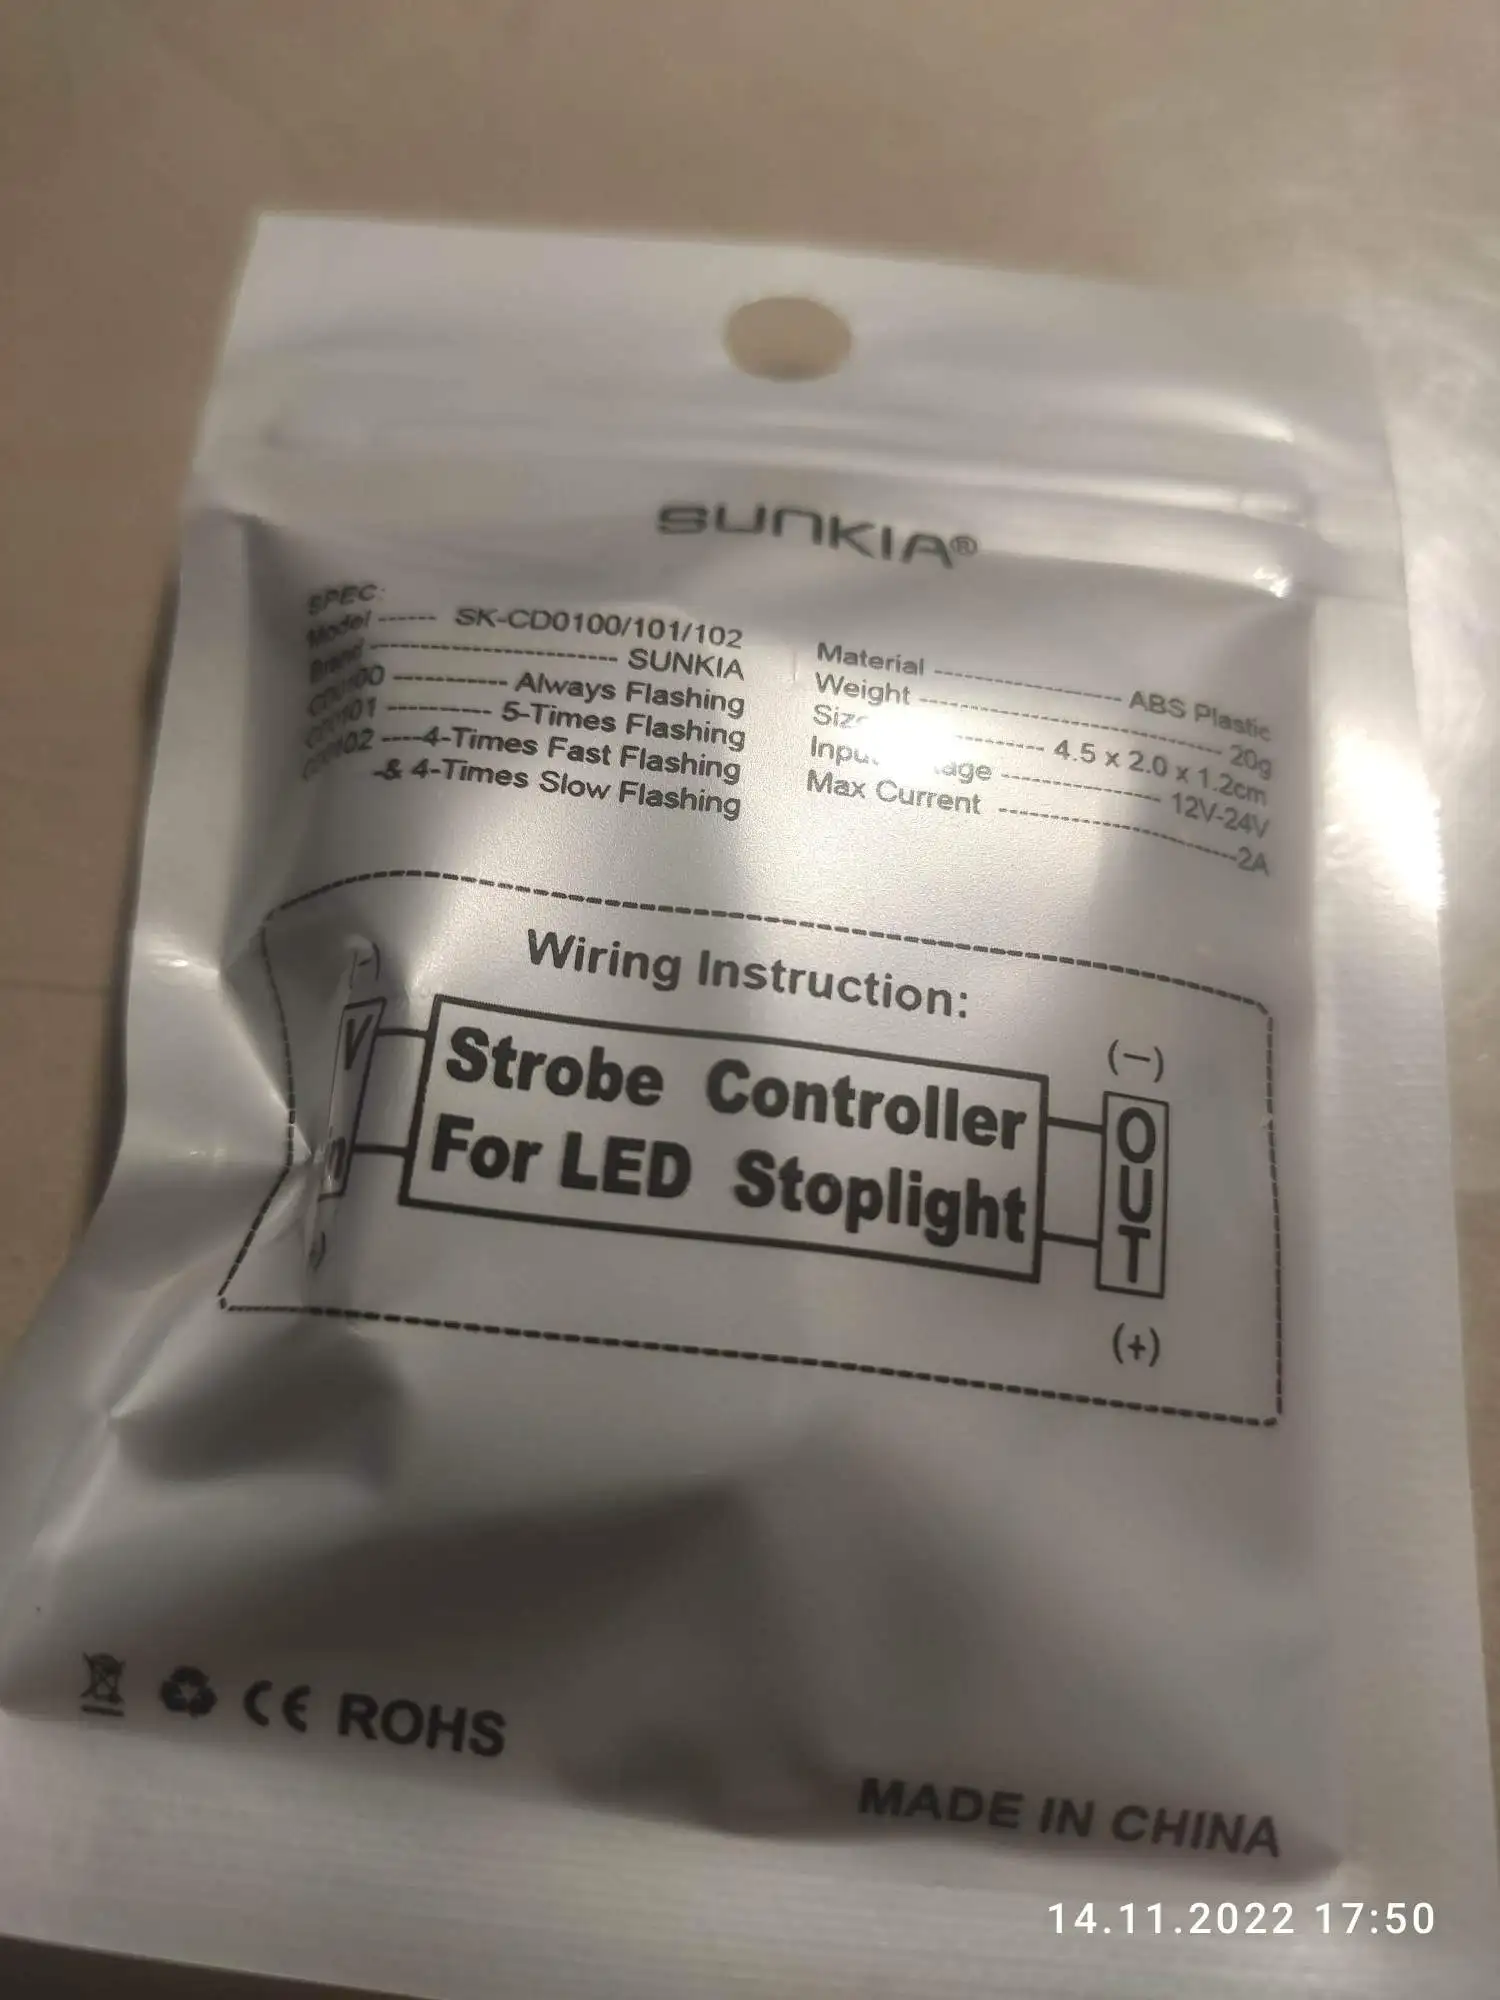 SUNKIA®
SPEC:
Model ------ SK-CD0100/101/102
Brand ---------------------- SUNKIA
CD0100 ----------- Always Flashing
CD0101 ---------- 5-Times Flashing
CD0102 ----4-Times Fast Flashing
-& 4-Times Slow Flashing
Material ------------------ ABS Plastic
Weight ----------------------------- 20g
Size --------- 4.5 x 2.0 x 1.2cm
---------------- 12V-24V
Max Current ------------------------2A
Wiring Instruction:
(-)
V
Strobe Controller
For LED Stoplight
(−)
OUT
(+)
CE ROHS
MADE IN CHINA
14.11.2022 17:50